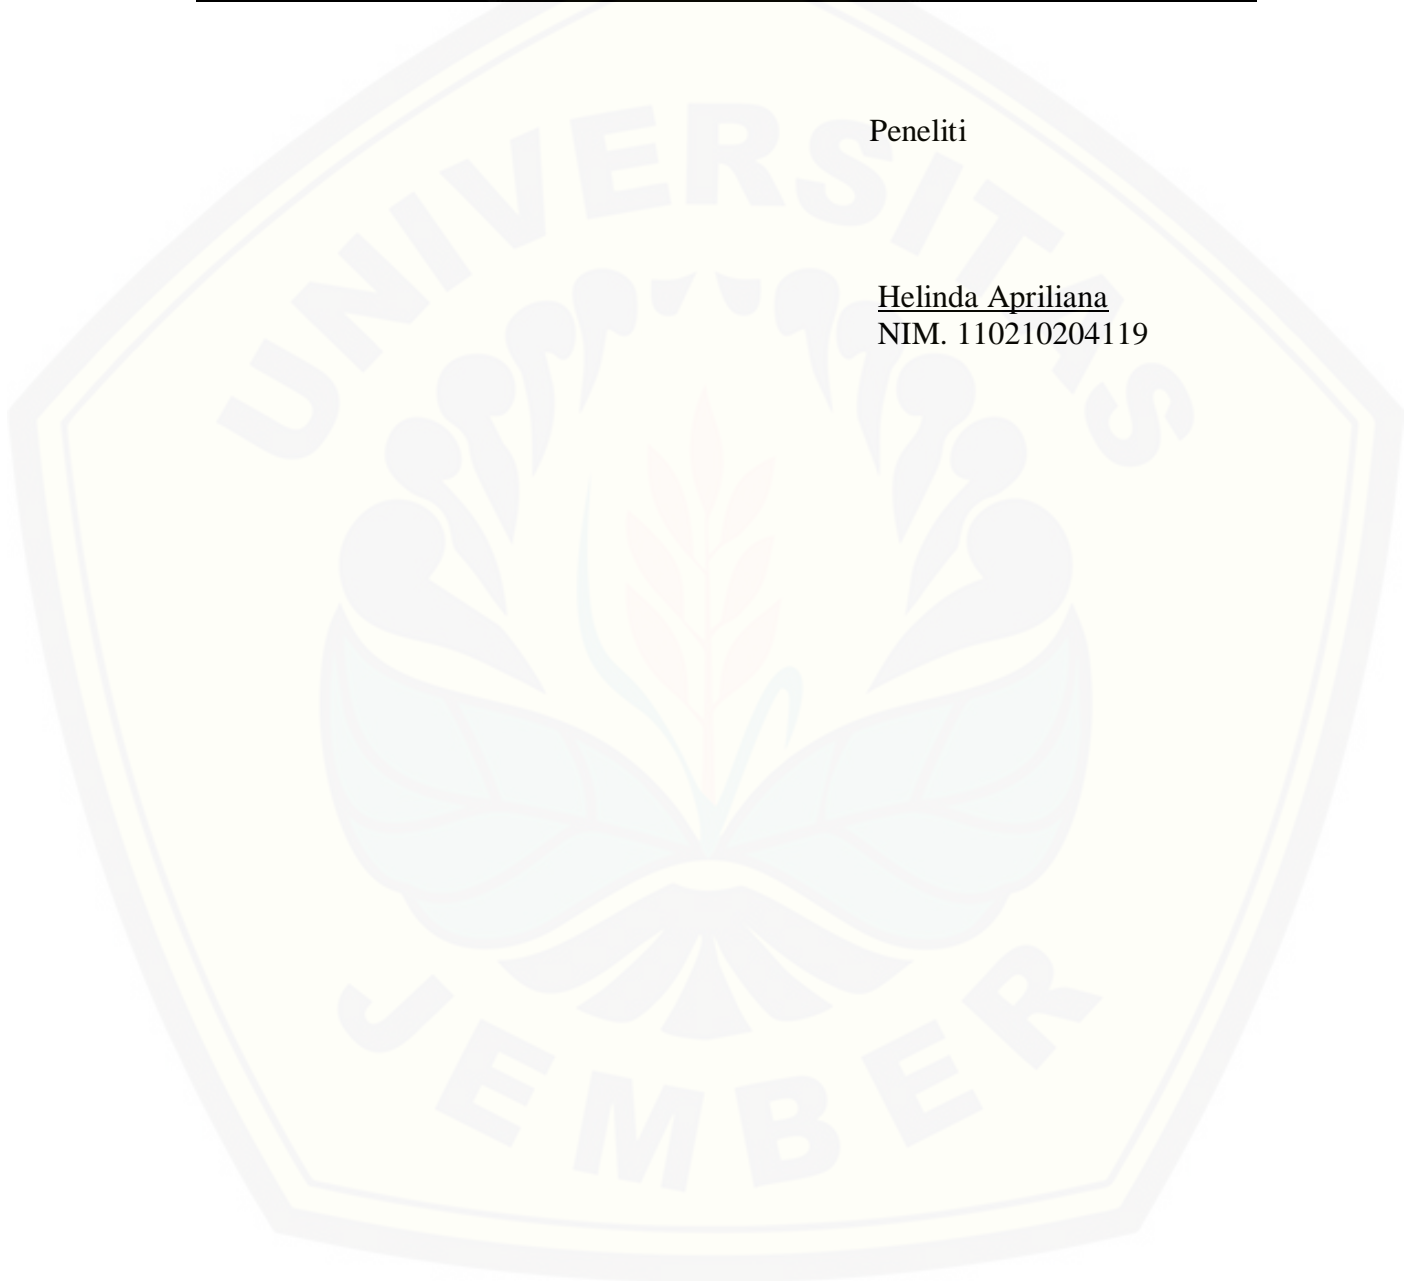 Peneliti
Helinda Apriliana
NIM. 110210204119
UNIVERSITAS
JEMBER